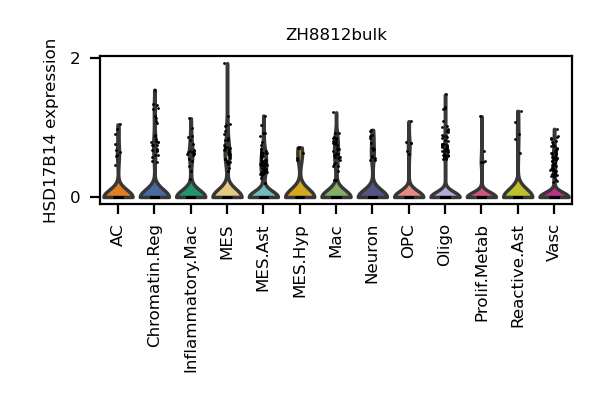 ZH8812bulk
HSD17B14 expression
2
0
AC
Chromatin.Reg
Inflammatory.Mac
MES
MES.Ast
MES.Hyp
Mac
Neuron
OPC
Oligo
Prolif.Metab
Reactive.Ast
Vasc